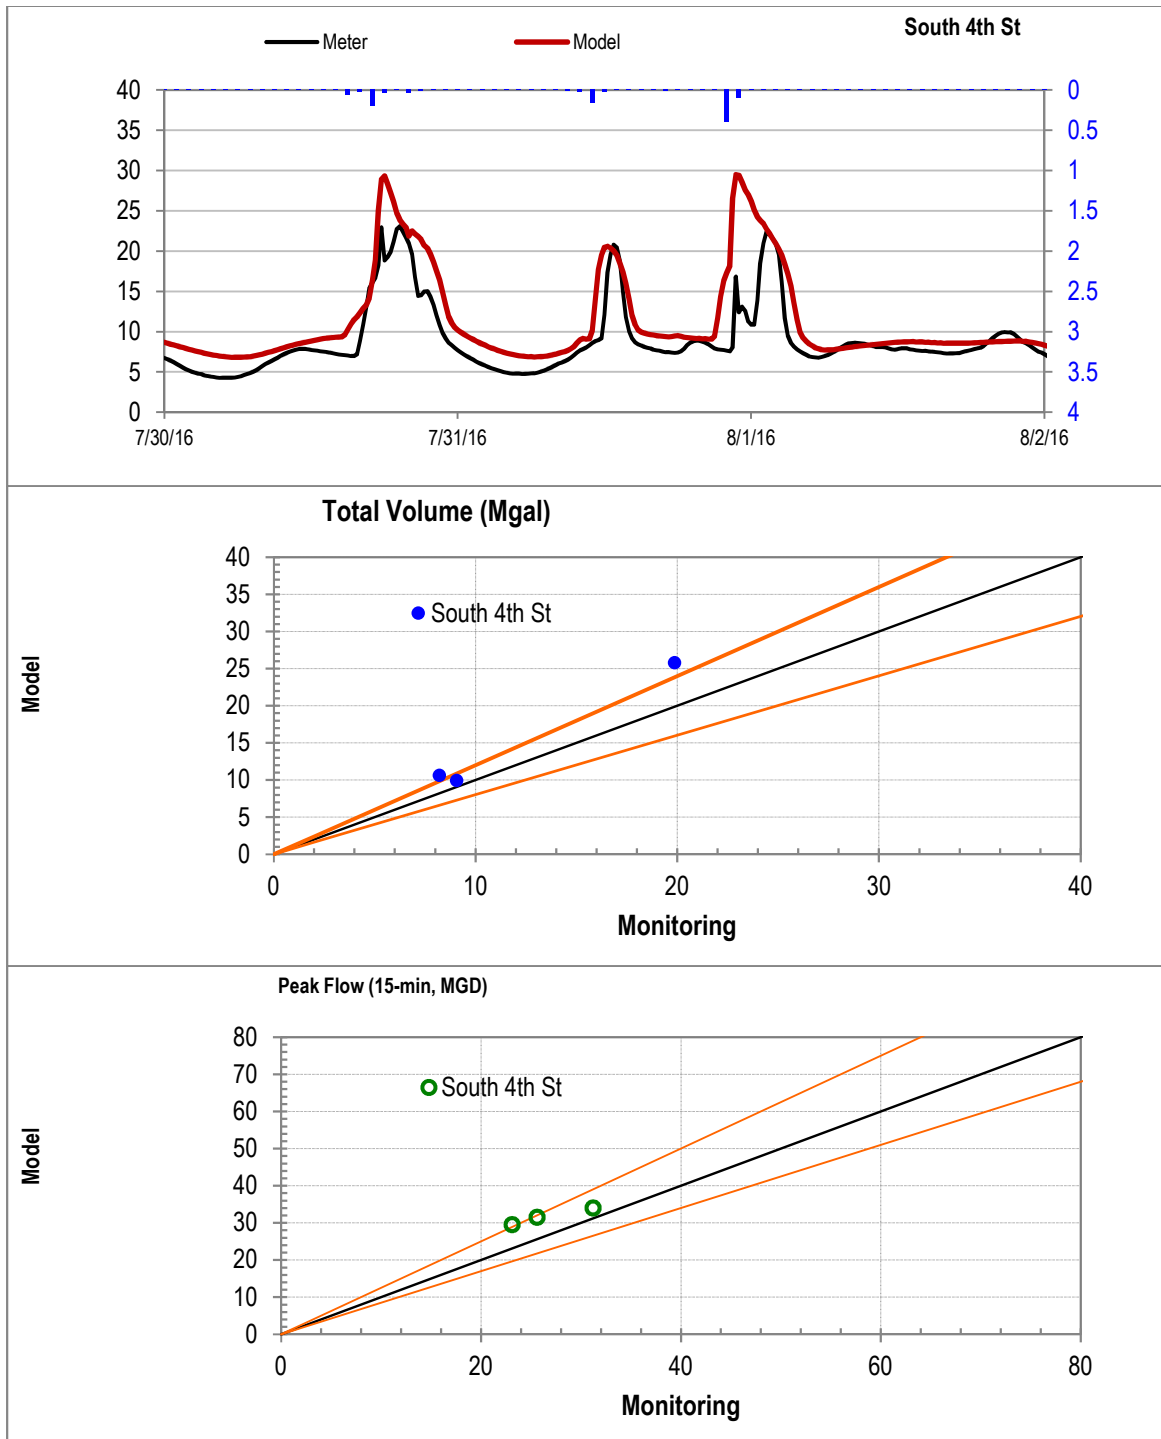 South 4th St
Meter Model
40 0
35 0.5
30 1
25 1.5
20 2
15 2.5
10 3
5 3.5
0 4
7/30/16 7/31/16 8/1/16 8/2/16
Total Volume (Mgal)
40
35
South 4th St
30
25
20
15
10
5
0
Model
0 10 20 30 40
Monitoring
Peak Flow (15-min, MGD)
80
70
South 4th St
60
50
40
30
20
10
0
Model
0 20 40 60 80
Monitoring